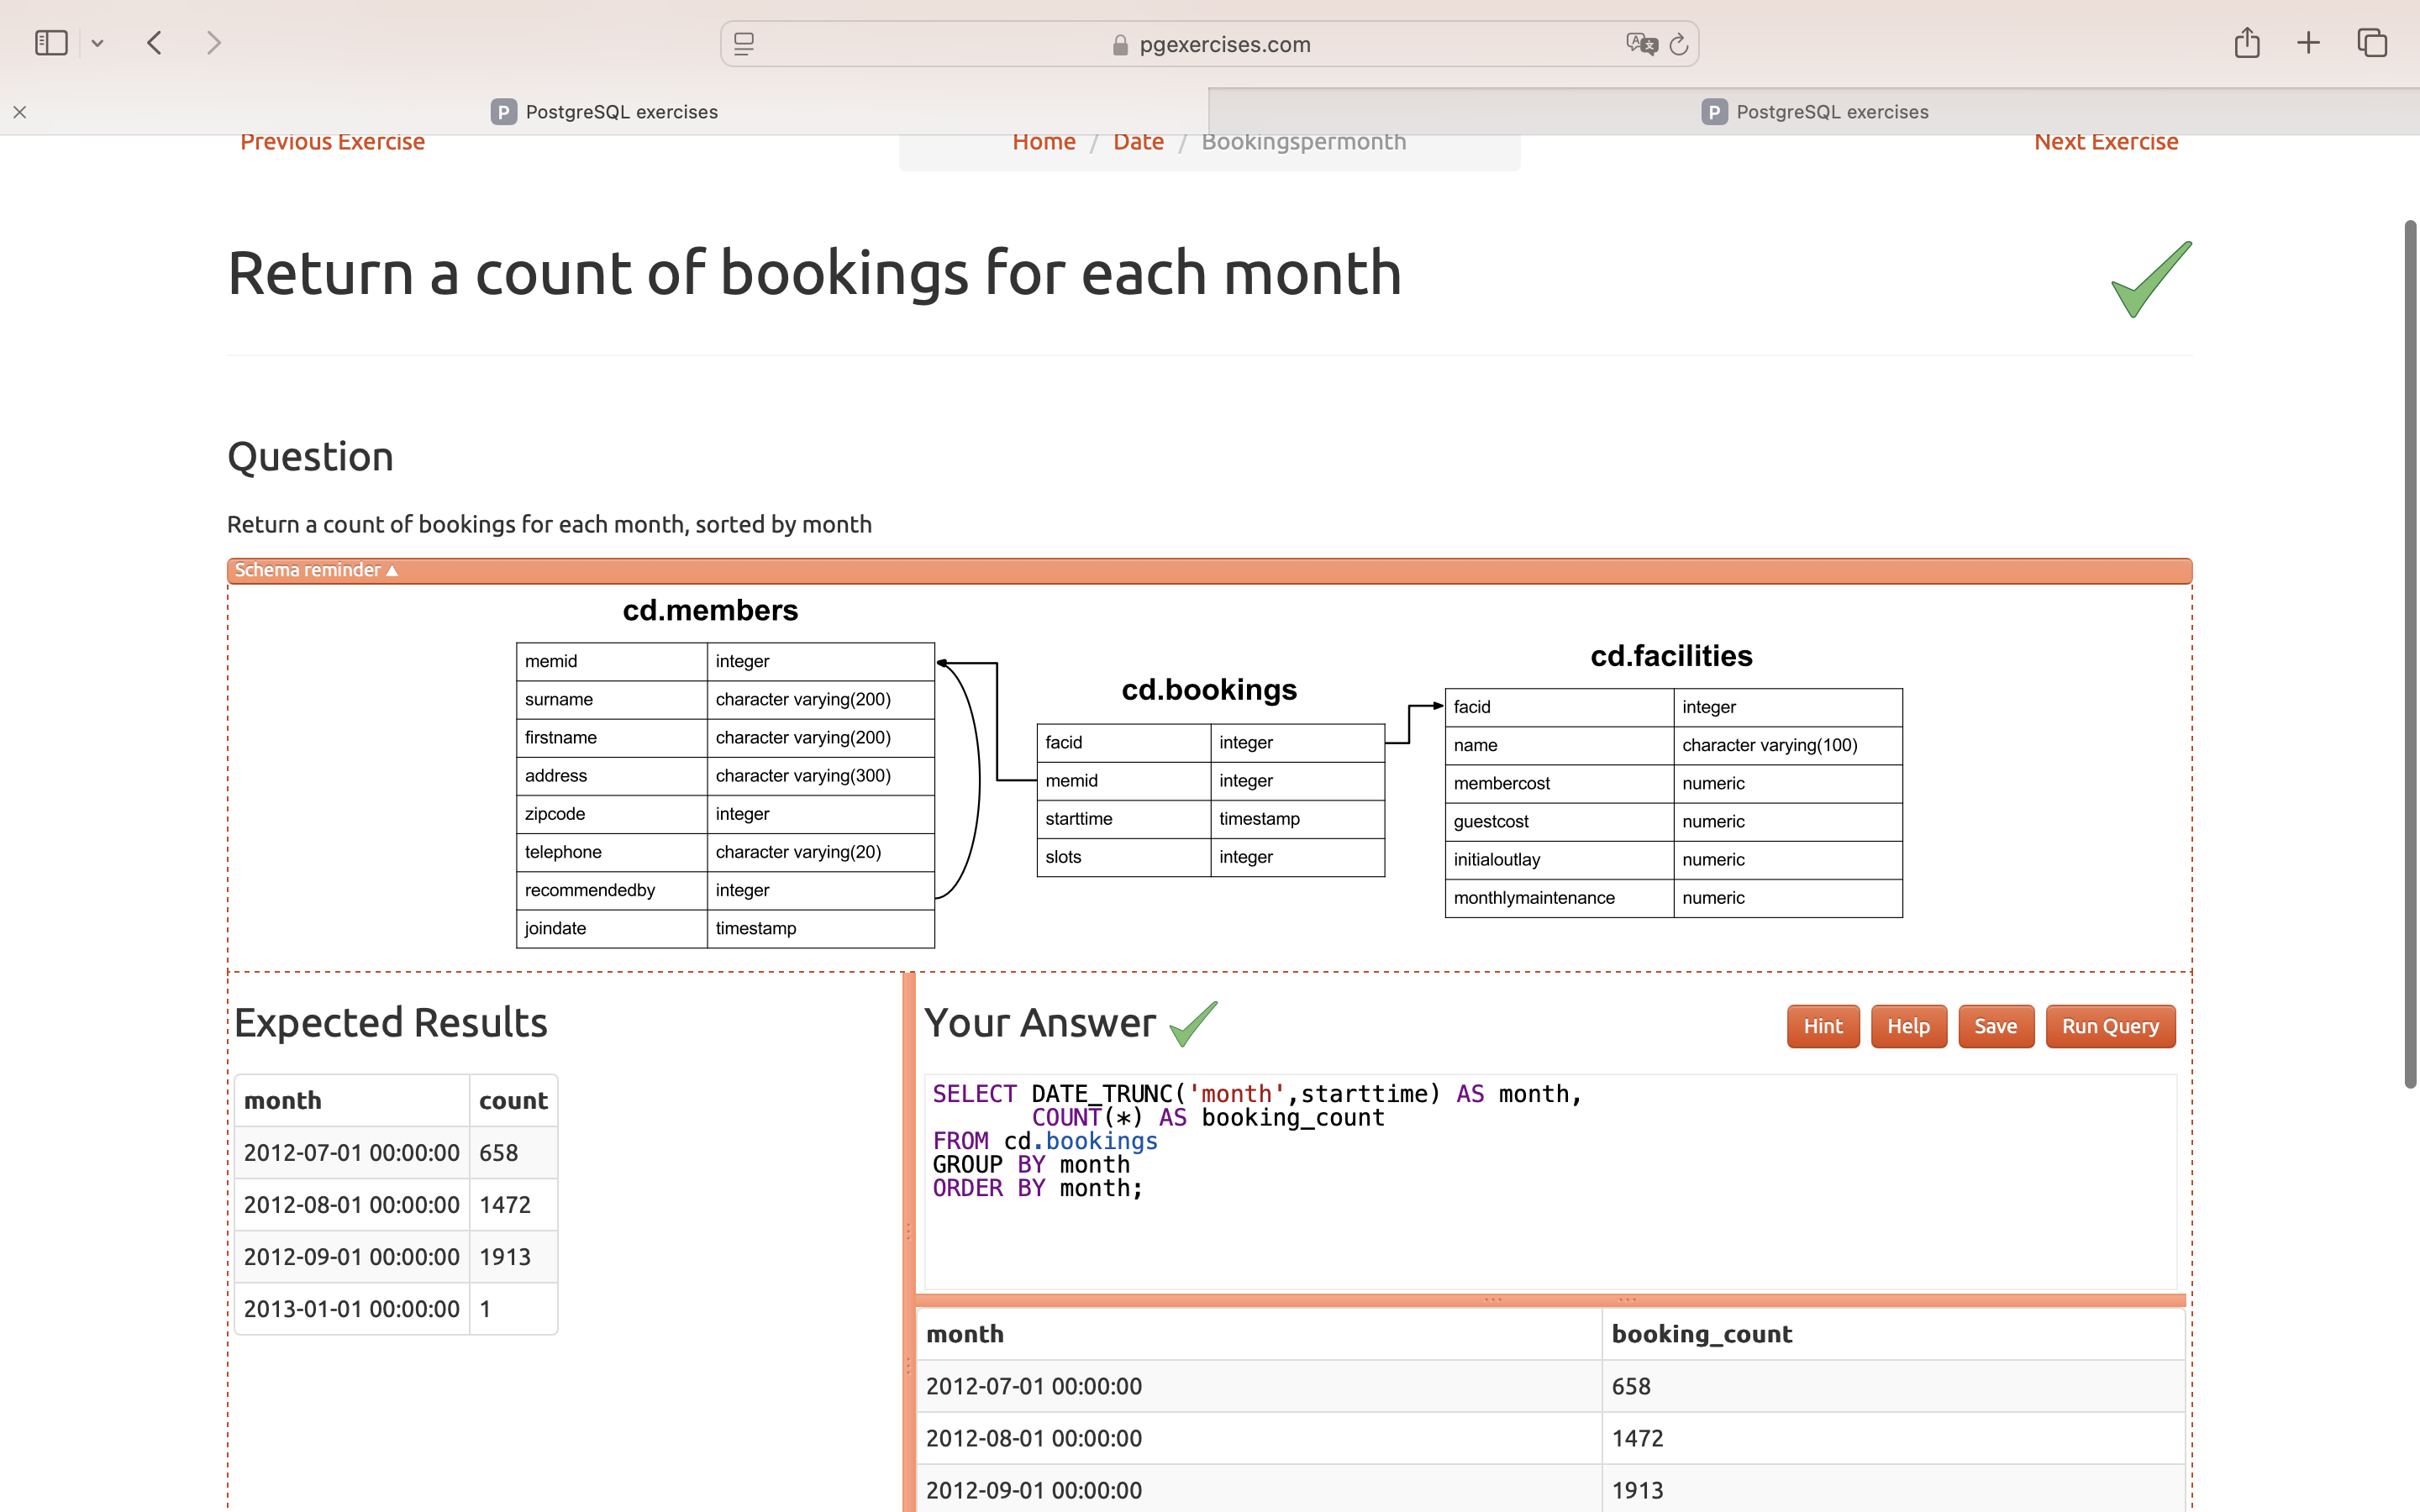 pgexercises.com
P PostgreSQL exercises
P PostgreSQL exercises
Previous Exercise
Home / Date / Bookingspermonth
Next Exercise
Return a count of bookings for each month
Question
Return a count of bookings for each month, sorted by month
Schema reminder ▲
cd.members
memid integer
surname character varying(200)
firstname character varying(200)
address character varying(300)
zipcode integer
telephone character varying(20)
recommendedby integer
joindate timestamp
cd.bookings
facid integer
memid integer
starttime timestamp
slots integer
cd.facilities
facid integer
name character varying(100)
membercost numeric
guestcost numeric
initialoutlay numeric
monthlymaintenance numeric
Expected Results
month count
2012-07-01 00:00:00 658
2012-08-01 00:00:00 1472
2012-09-01 00:00:00 1913
2013-01-01 00:00:00 1
Your Answer
Hint Help Save Run Query
SELECT DATE_TRUNC('month',starttime) AS month,
COUNT(*) AS booking_count
FROM cd.bookings
GROUP BY month
ORDER BY month;
month booking_count
2012-07-01 00:00:00 658
2012-08-01 00:00:00 1472
2012-09-01 00:00:00 1913